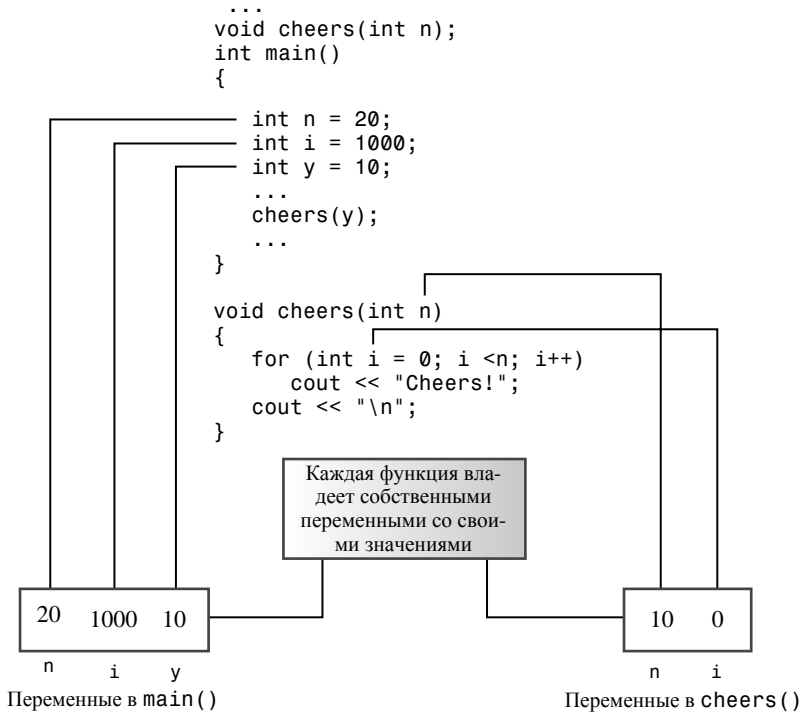 ...
void cheers(int n);
int main()
{
int n = 20;
int i = 1000;
int y = 10;
...
cheers(y);
...
}
void cheers(int n)
{
for (int i = 0; i <n; i++)
cout << "Cheers!";
cout << "\n";
}
Каждая функция вла-
деет собственными
переменными со свои-
ми значениями
20 1000 10
n i y
Переменные в main()
10 0
n i
Переменные в cheers()